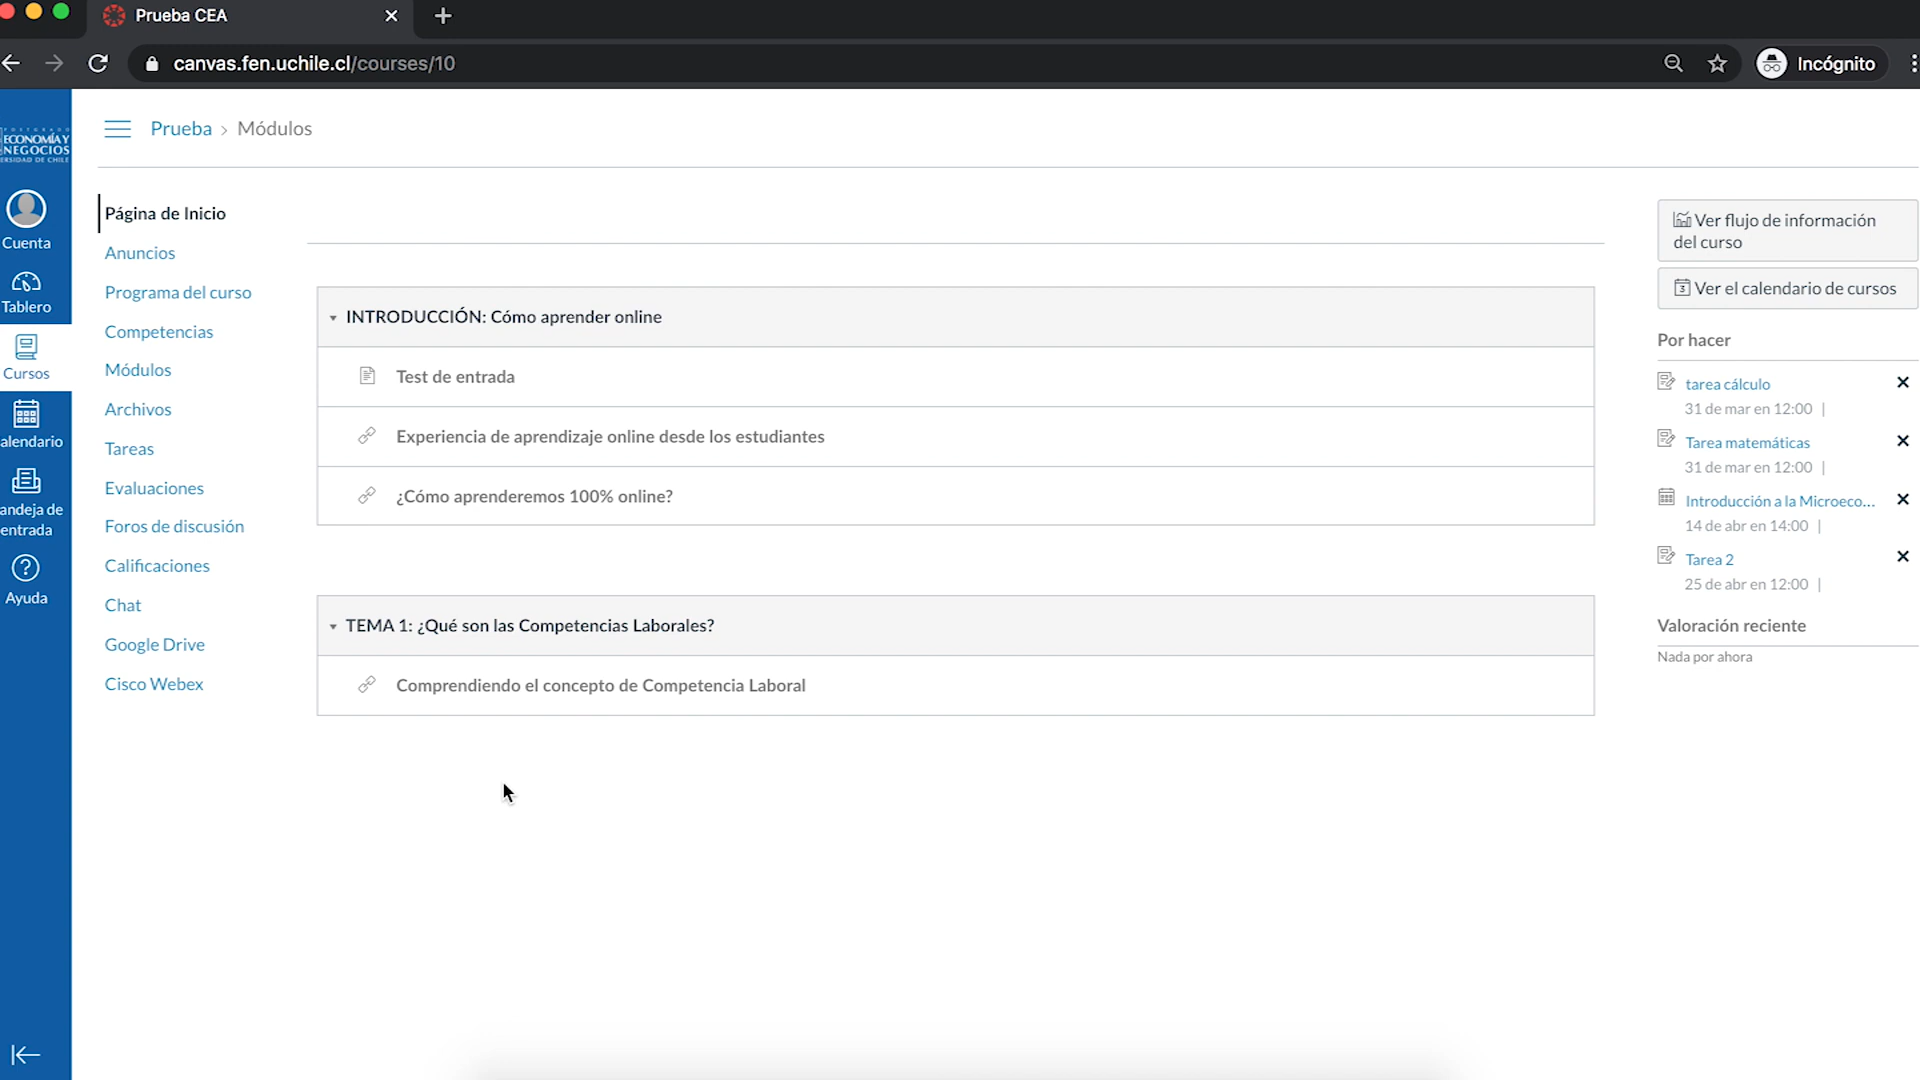 Prueba CEA
canvas.fen.uchile.cl/courses/10
Incógnito
POSTGRADO
ECONOMÍA Y
NEGOCIOS
ERSIDAD DE CHILE
Cuenta
Tablero
Cursos
alendario
andeja de
entrada
Ayuda
Prueba › Módulos
Página de Inicio
Anuncios
Programa del curso
Competencias
Módulos
Archivos
Tareas
Evaluaciones
Foros de discusión
Calificaciones
Chat
Google Drive
Cisco Webex
INTRODUCCIÓN: Cómo aprender online
Test de entrada
Experiencia de aprendizaje online desde los estudiantes
¿Cómo aprenderemos 100% online?
TEMA 1: ¿Qué son las Competencias Laborales?
Comprendiendo el concepto de Competencia Laboral
Ver flujo de información
del curso
3 Ver el calendario de cursos
Por hacer
tarea cálculo
31 de mar en 12:00 |
Tarea matemáticas
31 de mar en 12:00 |
Introducción a la Microeco...
14 de abr en 14:00 |
Tarea 2
25 de abr en 12:00 |
Valoración reciente
Nada por ahora